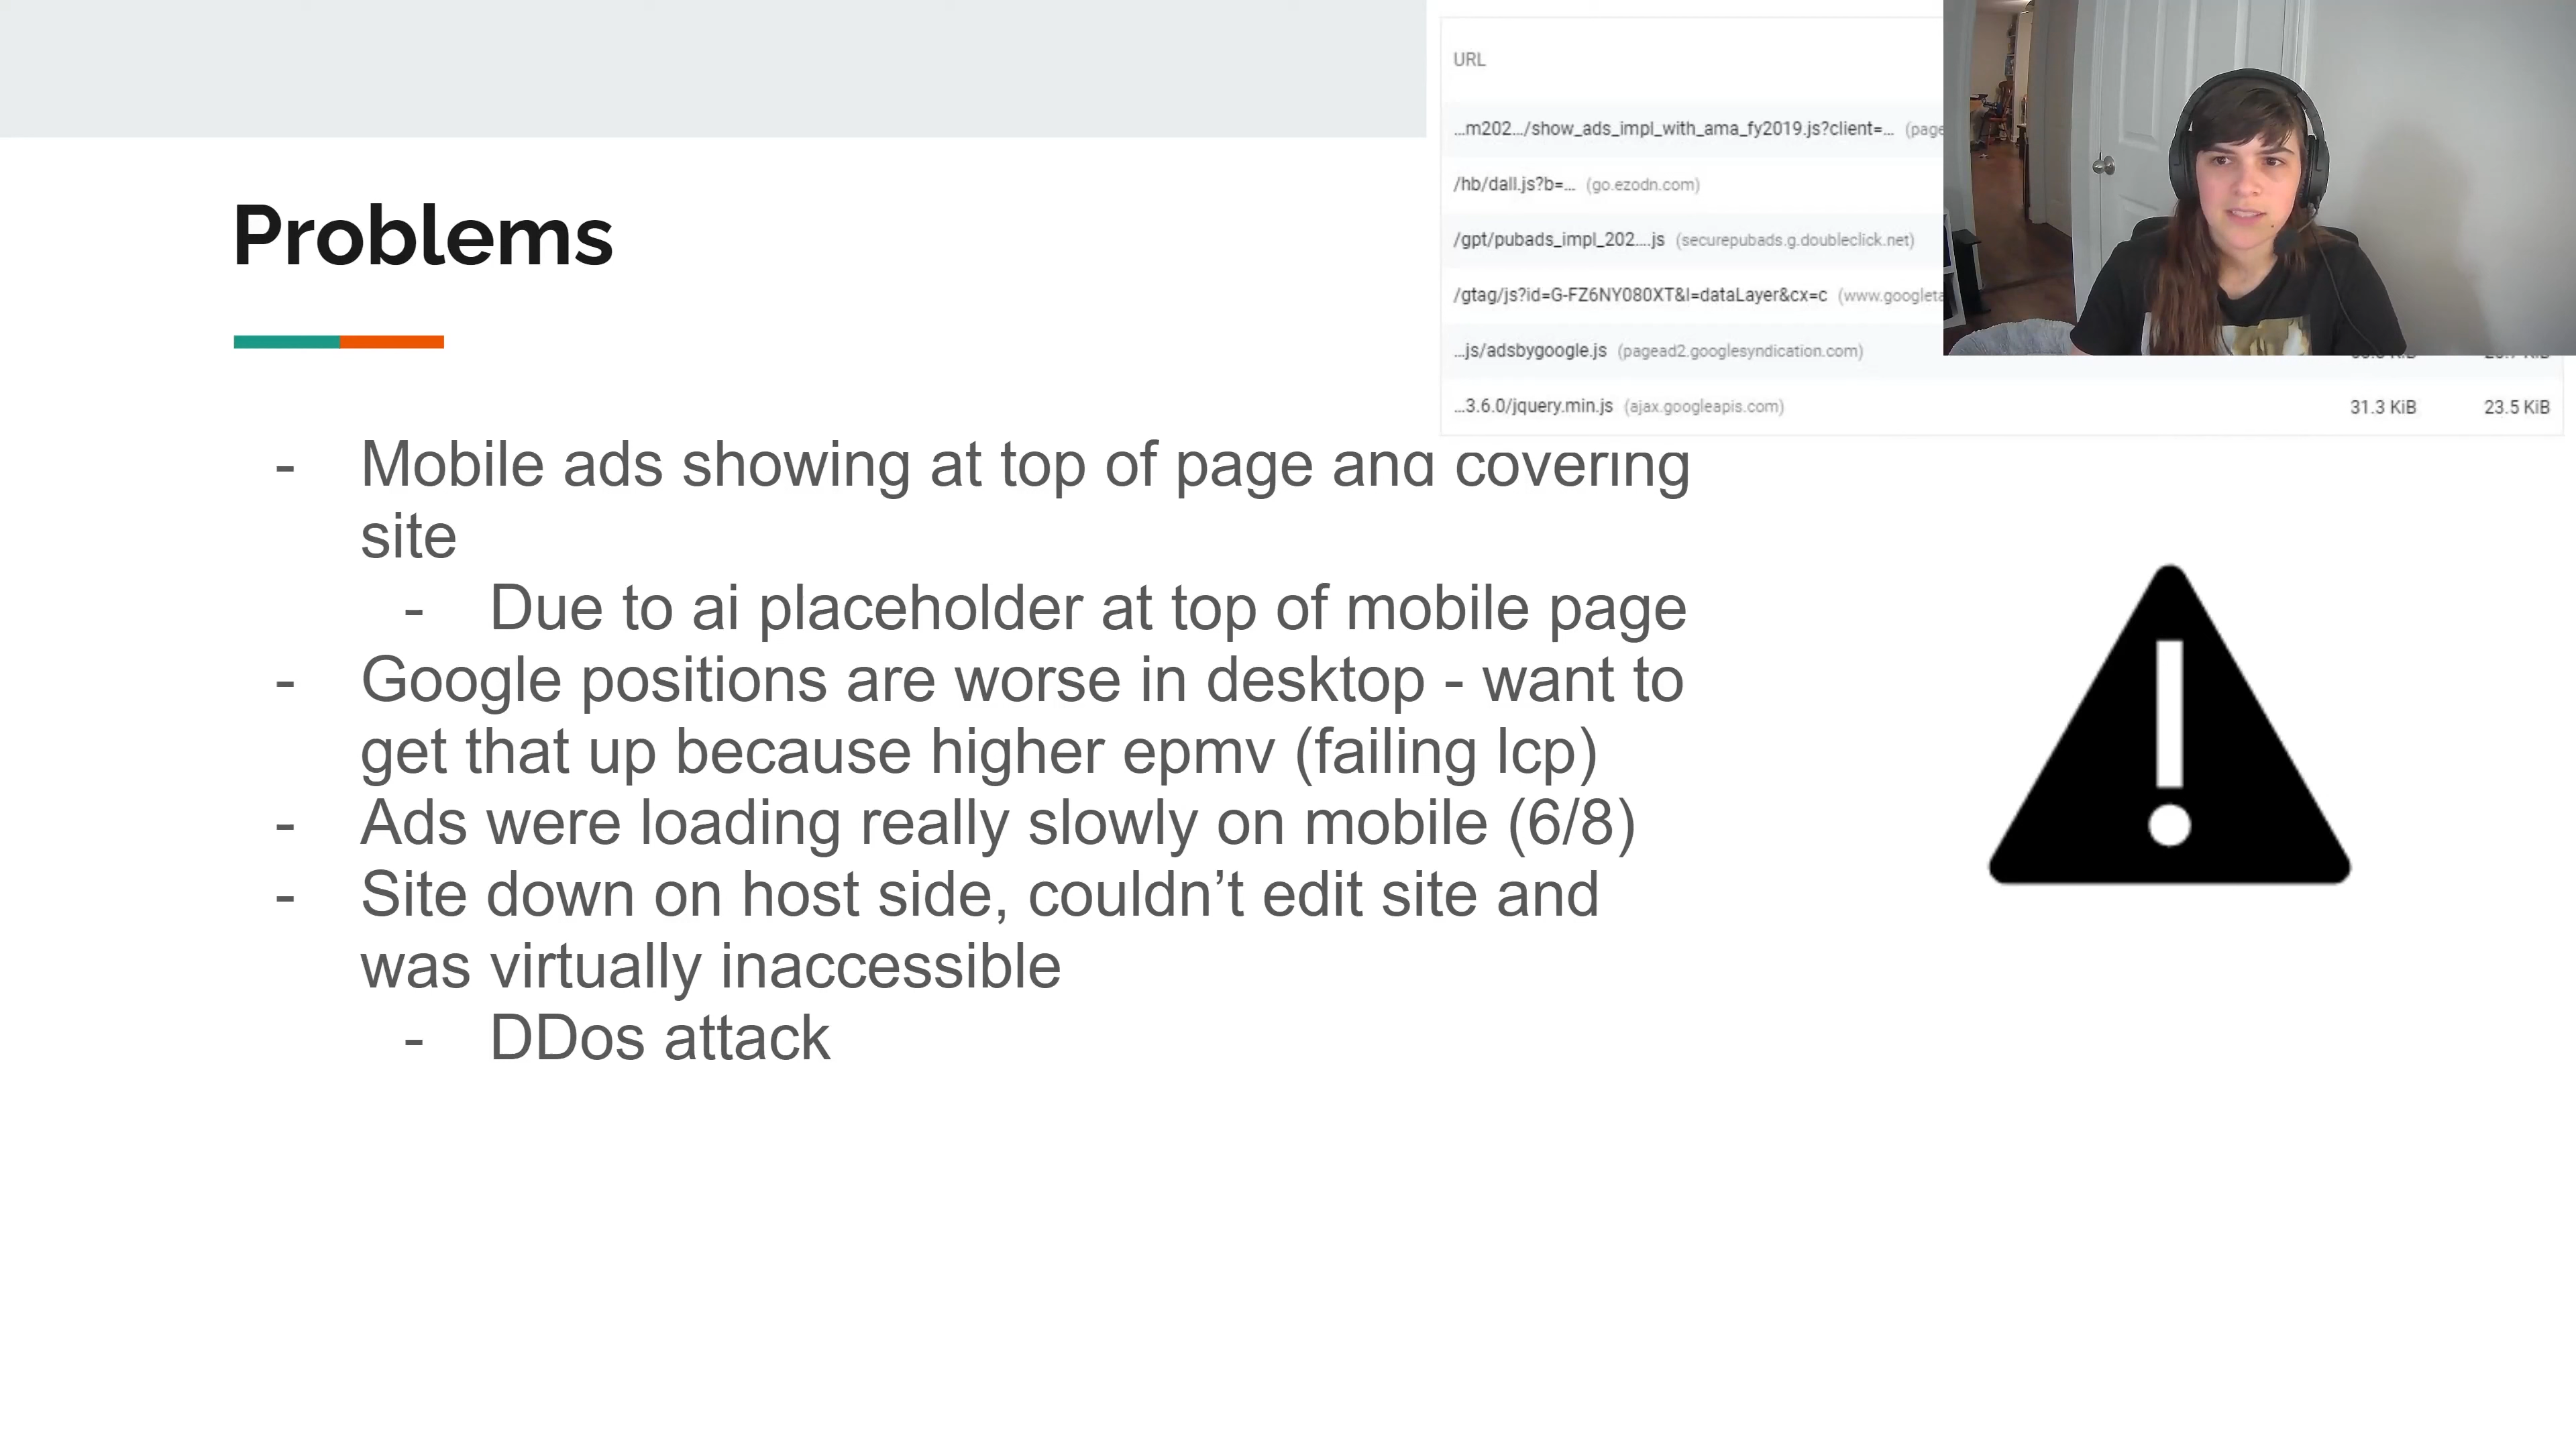 URL
...m202.../show_ads_impl_with_ama_fy2019.js?client=...
/hb/dall.js?b=... (go.ezodn.com)
/gpt/pubads_impl_202....js (securepubads.g.doubleclick.net)
/gtag/js?id=G-FZ6NY080XT&l=dataLayer&cx=c
...js/adsbygoogle.js (pagead2.googlesyndication.com)
...3.6.0/jquery.min.js (ajax.googleapis.com) 31.3 KiB 23.5 KiB
Problems
- Mobile ads showing at top of page and covering
site
- Due to ai placeholder at top of mobile page
- Google positions are worse in desktop - want to
get that up because higher epmv (failing lcp)
- Ads were loading really slowly on mobile (6/8)
- Site down on host side, couldn’t edit site and
was virtually inaccessible
- DDos attack